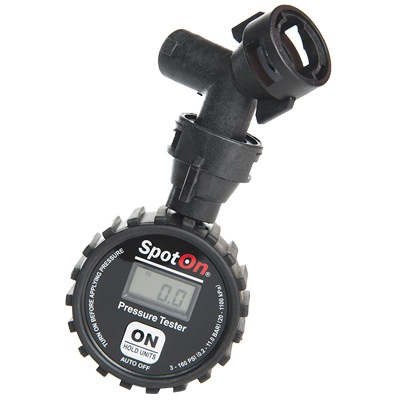 SpotOn®
0.0
Pressure Tester
ON
HOLD UNITS
AUTO OFF
TURN ON BEFORE APPLYING PRESSURE
3 - 160 PSI (0.2 - 11.0 BAR) (20 - 1100 kPa)